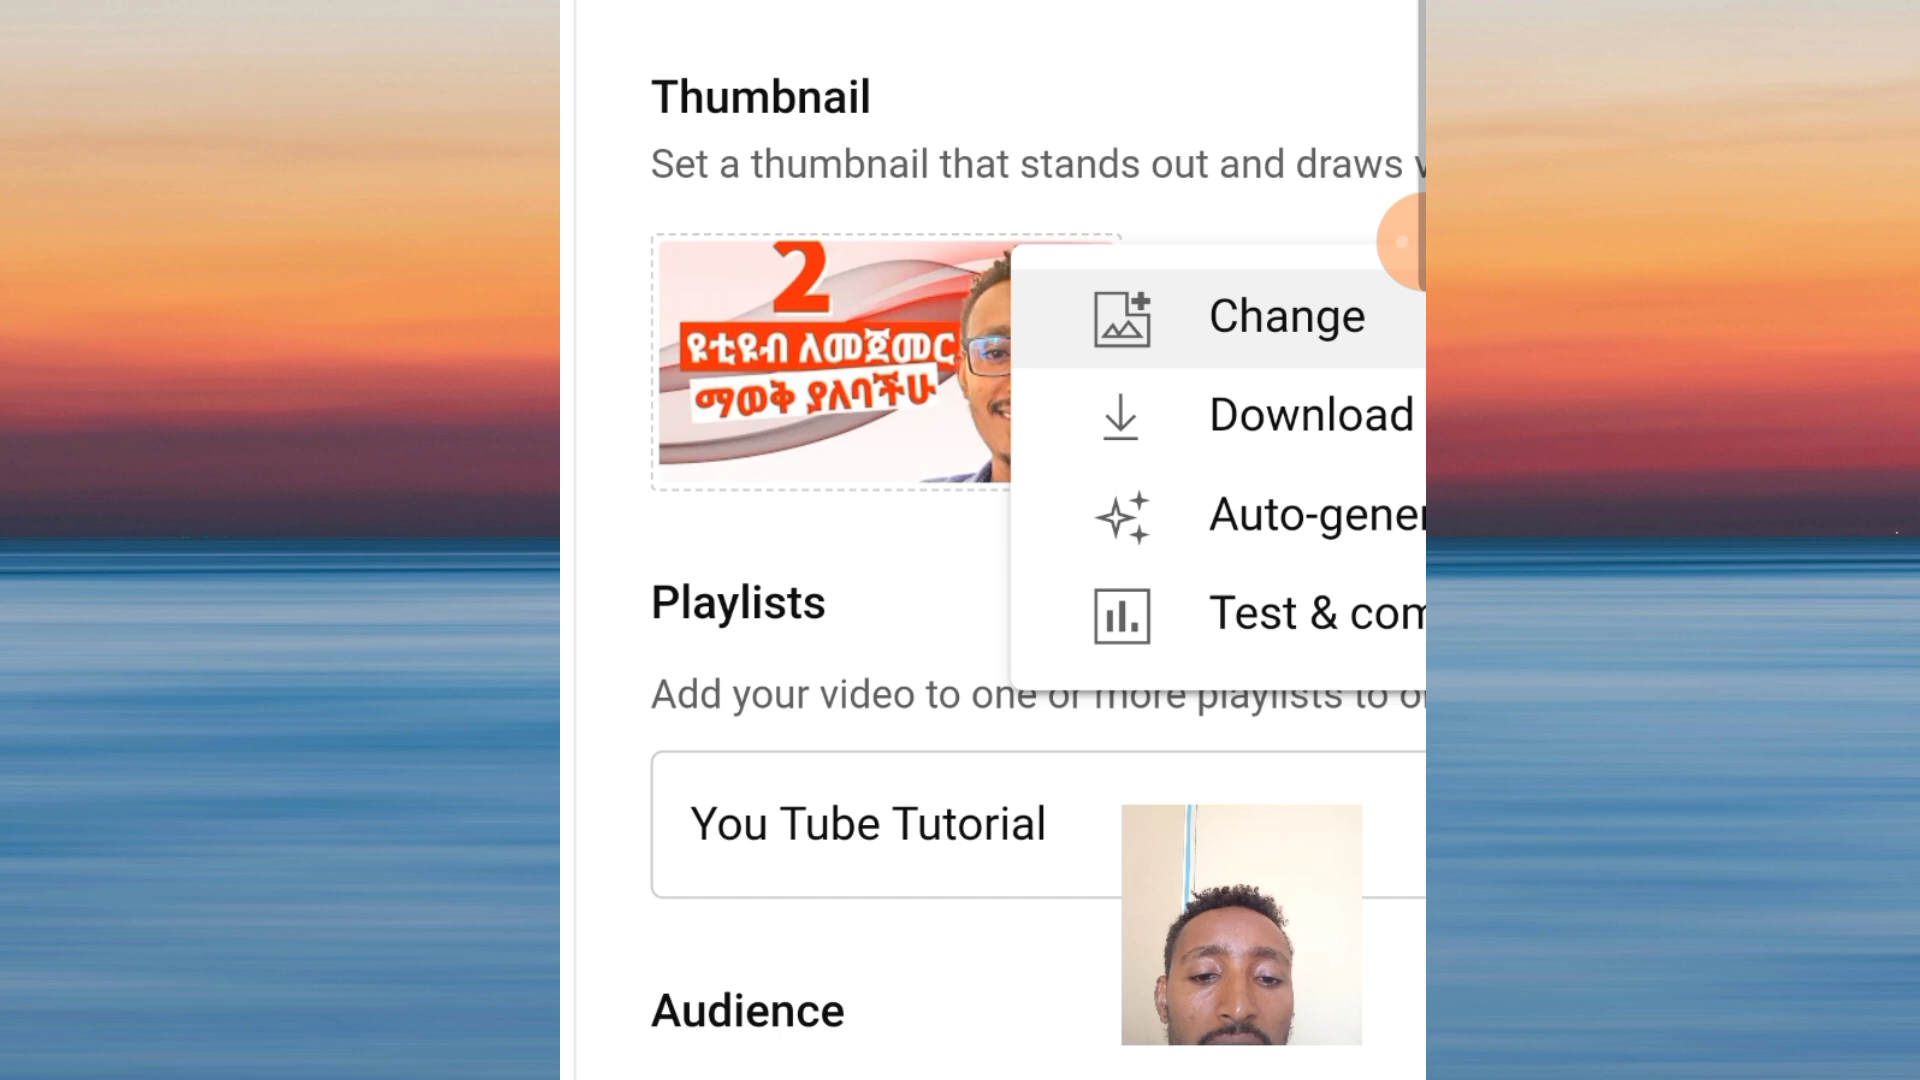 Thumbnail
Set a thumbnail that stands out and draws
2
ዩቲዩብ ለመጀመር
ማወቅ ያለባችሁ
Change
Download
Auto-gener
Test & com
Playlists
Add your video to one or more playlists to
You Tube Tutorial
Audience